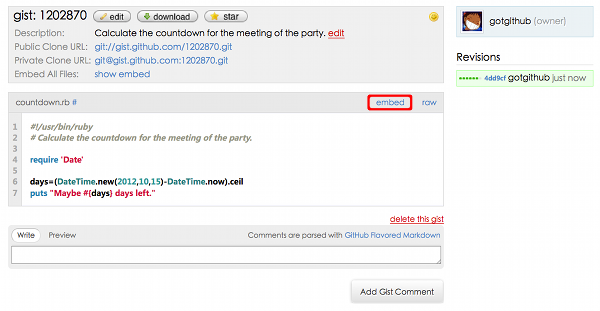 gist: 1202870 edit download star
Description: Calculate the countdown for the meeting of the party. edit
Public Clone URL: git://gist.github.com/1202870.git
Private Clone URL: git@gist.github.com:1202870.git
Embed All Files: show embed
gotgithub (owner)
Revisions
4dd9cf gotgithub just now
countdown.rb # embed raw
1 #!/usr/bin/ruby
2 # Calculate the countdown for the meeting of the party.
3
4 require 'Date'
5
6 days=(DateTime.new(2012,10,15)-DateTime.now).ceil
7 puts "Maybe #{days} days left."
delete this gist
Write Preview Comments are parsed with GitHub Flavored Markdown
Add Gist Comment